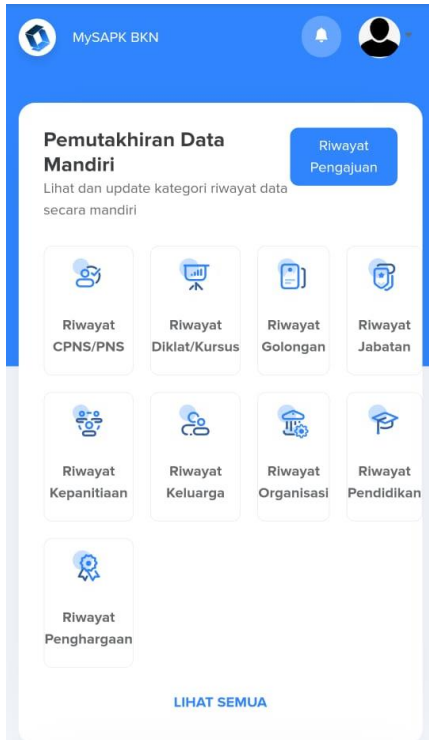 MySAPK BKN
Pemutakhiran Data
Mandiri
Lihat dan update kategori riwayat data
secara mandiri
Riwayat
Pengajuan
Riwayat
CPNS/PNS
Riwayat
Diklat/Kursus
Riwayat
Golongan
Riwayat
Jabatan
Riwayat
Kepanitiaan
Riwayat
Keluarga
Riwayat
Organisasi
Riwayat
Pendidikan
Riwayat
Penghargaan
LIHAT SEMUA